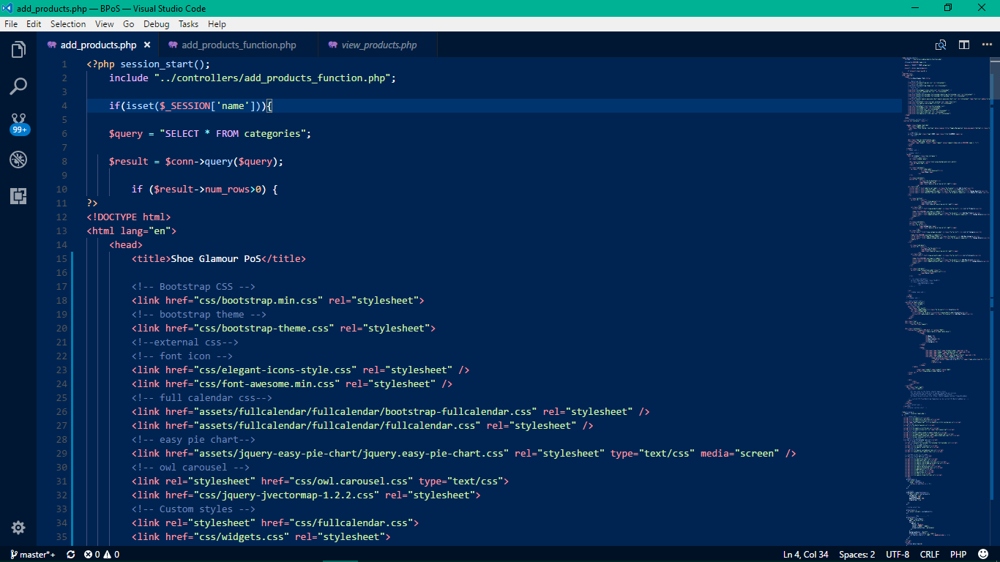 add_products.php — BPoS — Visual Studio Code
File Edit Selection View Go Debug Tasks Help
add_products.php × add_products_function.php view_products.php
1 <?php session_start();
2 include "../controllers/add_products_function.php";
3
4 if(isset($_SESSION['name'])){
5
6 $query = "SELECT * FROM categories";
7
8 $result = $conn->query($query);
9
10 if ($result->num_rows>0) {
11 ?>
12 <!DOCTYPE html>
13 <html lang="en">
14 <head>
15 <title>Shoe Glamour PoS</title>
16
17 <!-- Bootstrap CSS -->
18 <link href="css/bootstrap.min.css" rel="stylesheet">
19 <!-- bootstrap theme -->
20 <link href="css/bootstrap-theme.css" rel="stylesheet">
21 <!--external css-->
22 <!-- font icon -->
23 <link href="css/elegant-icons-style.css" rel="stylesheet" />
24 <link href="css/font-awesome.min.css" rel="stylesheet" />
25 <!-- full calendar css-->
26 <link href="assets/fullcalendar/fullcalendar/bootstrap-fullcalendar.css" rel="stylesheet" />
27 <link href="assets/fullcalendar/fullcalendar/fullcalendar.css" rel="stylesheet" />
28 <!-- easy pie chart-->
29 <link href="assets/jquery-easy-pie-chart/jquery.easy-pie-chart.css" rel="stylesheet" type="text/css" media="screen" />
30 <!-- owl carousel -->
31 <link rel="stylesheet" href="css/owl.carousel.css" type="text/css">
32 <link href="css/jquery-jvectormap-1.2.2.css" rel="stylesheet">
33 <!-- Custom styles -->
34 <link rel="stylesheet" href="css/fullcalendar.css">
35 <link href="css/widgets.css" rel="stylesheet">
99+
master*+ 0 0 Ln 4, Col 34 Spaces: 2 UTF-8 CRLF PHP